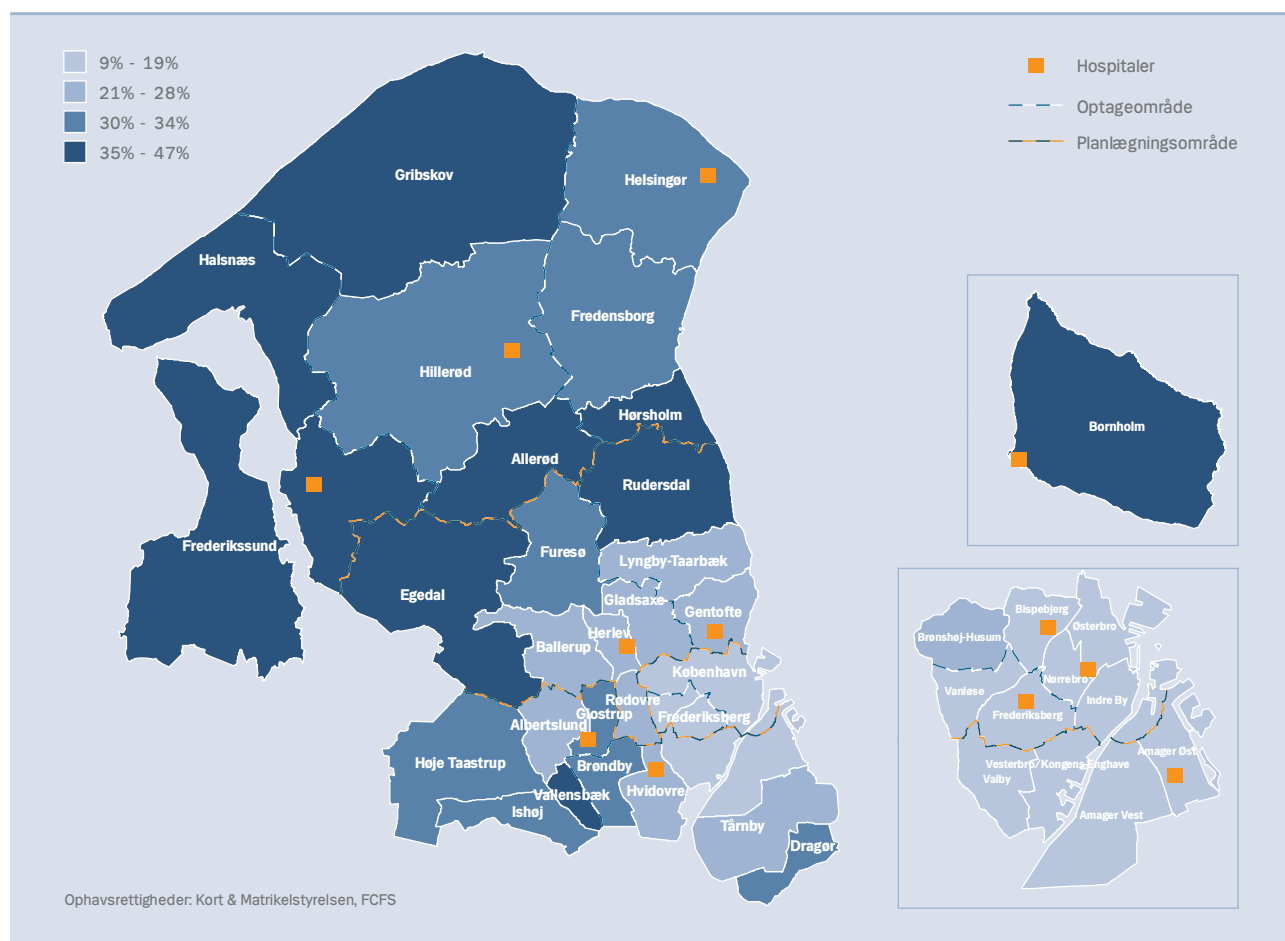 9% - 19%
21% - 28%
30% - 34%
35% - 47%
Hospitaler
Optageområde
Planlægningsområde
Gribskov
Helsingør
Halsnæs
Fredensborg
Hillerød
Hørsholm
Allerød
Rudersdal
Frederikssund
Furesø
Egedal
Lyngby-Taarbæk
Gladsaxe
Gentofte
Herlev
Ballerup
København
Rødovre
Glostrup
Frederiksberg
Albertslund
Høje Taastrup
Brøndby
Vallensbæk
Hvidovre
Ishøj
Tårnby
Dragør
Bornholm
Bispebjerg
Østerbro
Brønshøj-Husum
Nørrebro
Vanløse
Indre By
Frederiksberg
Amager Øst
Vesterbro/Kongens Enghave
Valby
Amager Vest
Ophavsrettigheder: Kort & Matrikelstyrelsen, FCFS